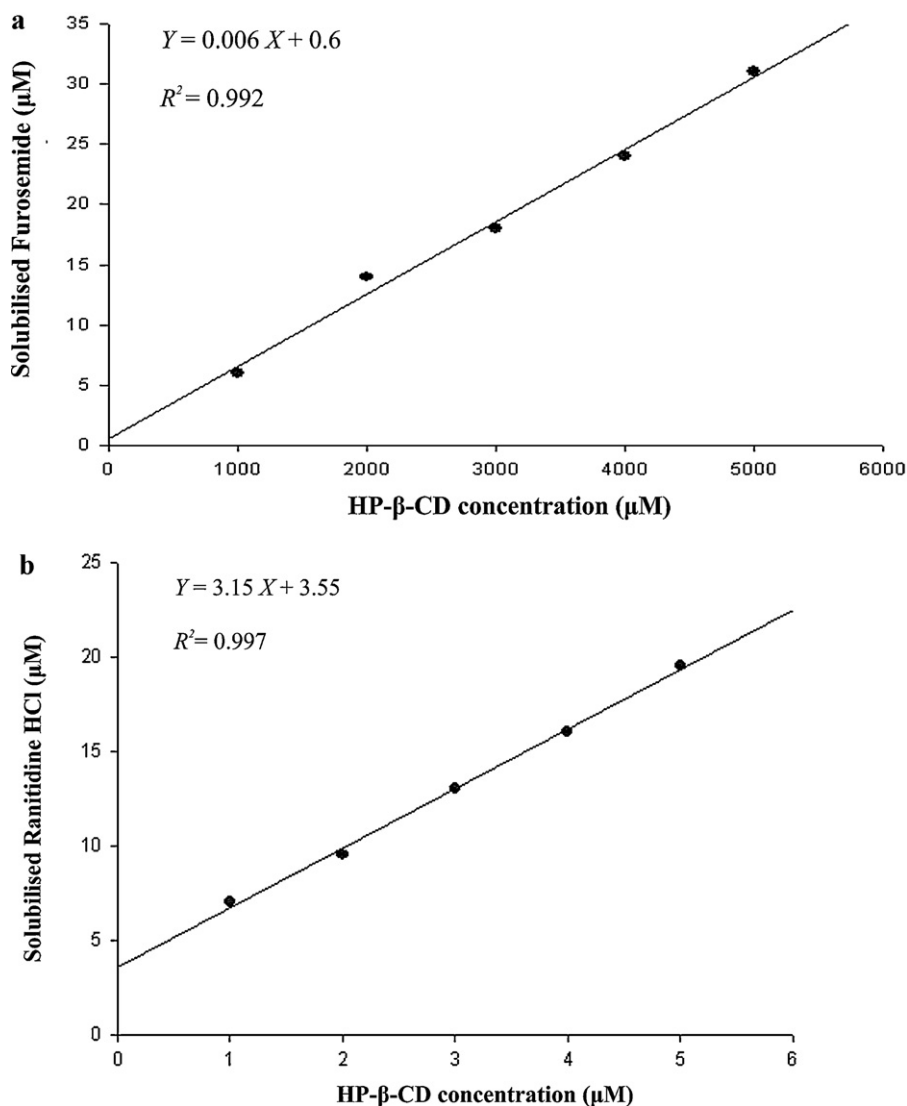 a
Y = 0.006 X + 0.6
R² = 0.992
Solubilised Furosemide (µM)
35
30
25
20
15
10
5
0
0 1000 2000 3000 4000 5000 6000
HP-β-CD concentration (µM)
b
Y = 3.15 X + 3.55
R² = 0.997
Solubilised Ranitidine HCl (µM)
25
20
15
10
5
0
0 1 2 3 4 5 6
HP-β-CD concentration (µM)